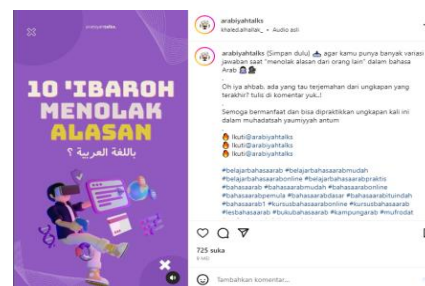 arabiyahtalks
10 'IBAROH
MENOLAK
ALASAN
باللغة العربية ؟
arabiyahtalks
khaled.alhallak_ • Audio asli
arabiyahtalks [Simpan dulu] 📥 agar kamu punya banyak variasi
jawaban saat "menolak alasan dari orang lain" dalam bahasa
Arab
.
Oh iya ahbab, ada yang tau terjemahan dari ungkapan yang
terakhir? tulis di komentar yuk..!
.
Semoga bermanfaat dan bisa dipraktikkan ungkapan kali ini
dalam muhadatsah yaumiyyah antum
.
🔥 Ikuti@arabiyahtalks
🔥 Ikuti@arabiyahtalks
🔥 Ikuti@arabiyahtalks
.
#belajarbahasaarab #belajarbahasaarabmudah
#belajarbahasaarabonline #belajarbahasaarabpraktis
#bahasaarab #bahasaarabmudah #bahasaarabonline
#bahasaarabpemula #bahasaarabdasar #bahasaarabituindah
#bahasaarab1 #kursusbahasaarabonline #kursusbahasaarab
#lesbahasaarab #bukubahasaarab #kampungarab #mufrodat
725 suka
Tambahkan komentar...